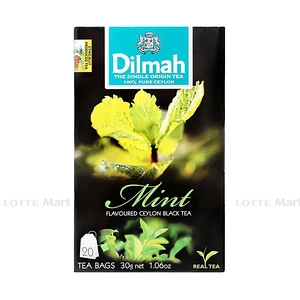 Dilmah
THE SINGLE ORIGIN TEA
100% PURE CEYLON
Mint
LOTTE Mart
LOTTE Mart
FLAVOURED CEYLON BLACK TEA
20
TEA BAGS 30g net 1.06oz
REAL TEA